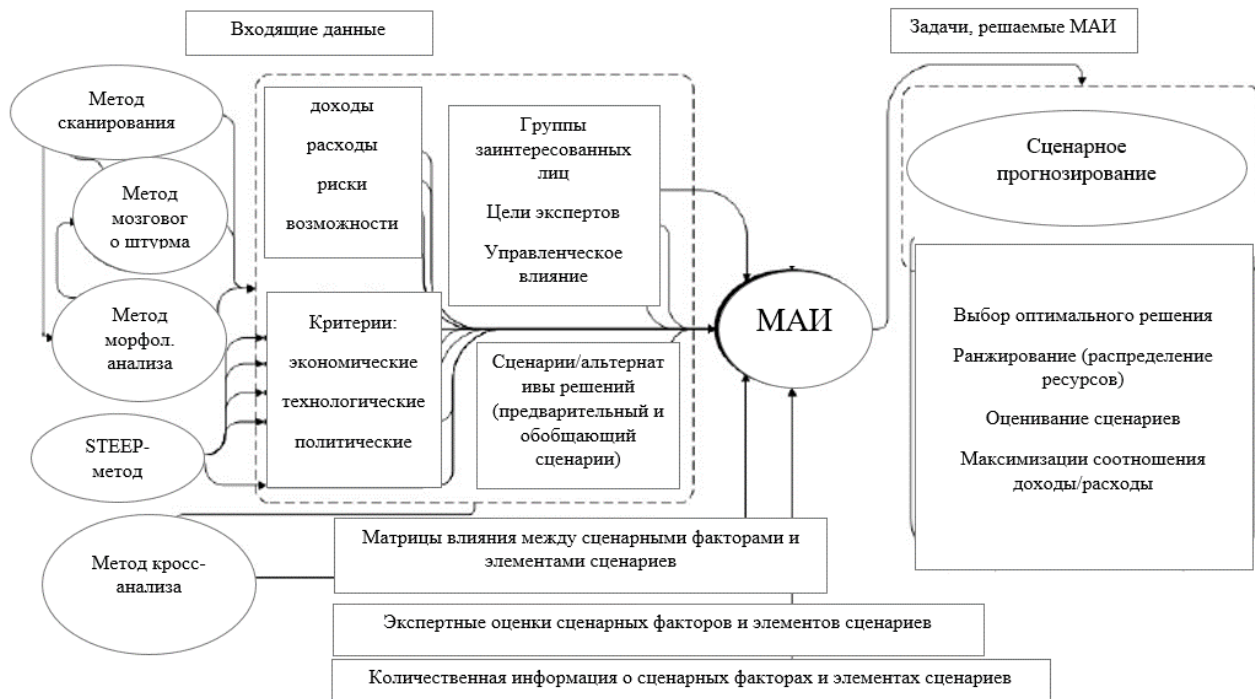 Входящие данные
Задачи, решаемые МАИ
Метод
сканирования
Метод
мозговог
о штурма
Метод
морфол.
анализа
STEEP-
метод
Метод кросс-
анализа
доходы
расходы
риски
возможности
Критерии:
экономические
технологические
политические
Группы
заинтересованных
лиц
Цели экспертов
Управленческое
влияние
Сценарии/альтернат
ивы решений
(предварительный и
обобщающий
сценарии)
МАИ
Матрицы влияния между сценарными факторами и
элементами сценариев
Экспертные оценки сценарных факторов и элементов сценариев
Количественная информация о сценарных факторах и элементах сценариев
Сценарное
прогнозирование
Выбор оптимального решения
Ранжирование (распределение
ресурсов)
Оценивание сценариев
Максимизации соотношения
доходы/расходы